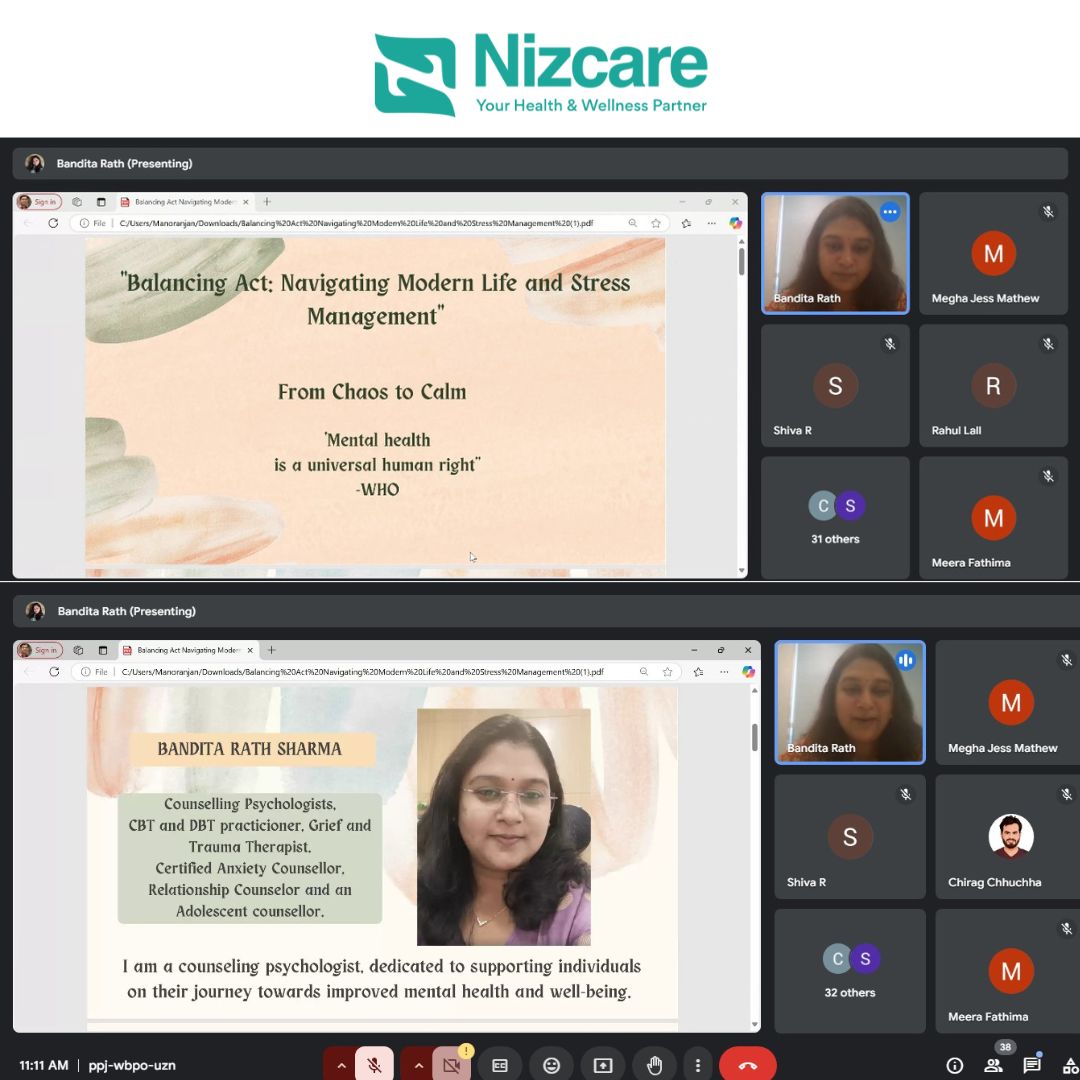 Nizcare
Your Health & Wellness Partner
Bandita Rath (Presenting)
Sign in
Balancing Act Navigating Modern
File
C:/Users/Manoranjan/Downloads/Balancing%20Act%20Navigating%20Modern%20Life%20and%20Stress%20Management%20(1).pdf
"Balancing Act: Navigating Modern Life and Stress
Management"
From Chaos to Calm
"Mental health
is a universal human right"
-WHO
Bandita Rath
M
Megha Jess Mathew
S
Shiva R
R
Rahul Lall
C S
31 others
M
Meera Fathima
Bandita Rath (Presenting)
Sign in
Balancing Act Navigating Modern
File
C:/Users/Manoranjan/Downloads/Balancing%20Act%20Navigating%20Modern%20Life%20and%20Stress%20Management%20(1).pdf
BANDITA RATH SHARMA
Counselling Psychologists,
CBT and DBT practicioner, Grief and
Trauma Therapist,
Certified Anxiety Counsellor,
Relationship Counselor and an
Adolescent counsellor.
I am a counseling psychologist, dedicated to supporting individuals
on their journey towards improved mental health and well-being.
Bandita Rath
M
Megha Jess Mathew
S
Shiva R
Chirag Chhuchha
C S
32 others
M
Meera Fathima
11:11 AM | ppj-wbpo-uzn
38